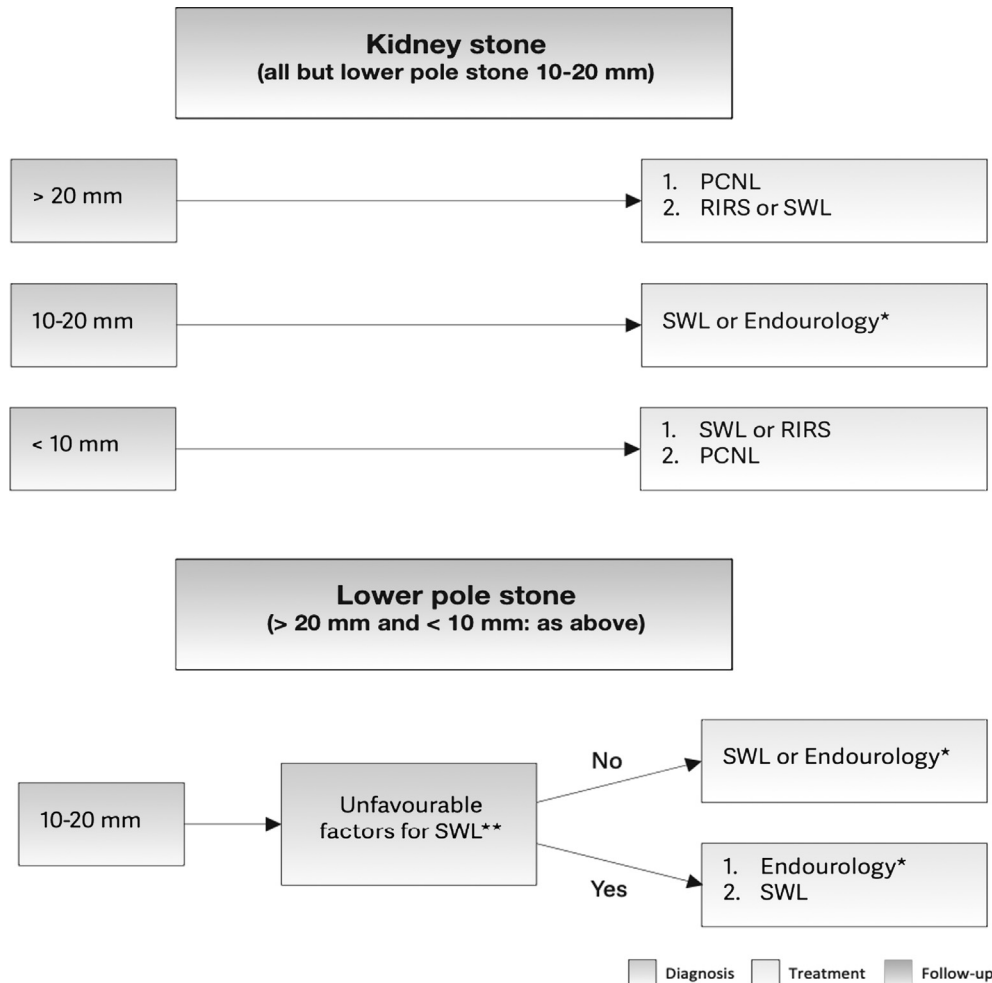 Kidney stone
(all but lower pole stone 10-20 mm)
> 20 mm
1. PCNL
2. RIRS or SWL
10-20 mm
SWL or Endourology*
< 10 mm
1. SWL or RIRS
2. PCNL
Lower pole stone
(> 20 mm and < 10 mm: as above)
10-20 mm
Unfavourable
factors for SWL**
No
SWL or Endourology*
Yes
1. Endourology*
2. SWL
Diagnosis
Treatment
Follow-up